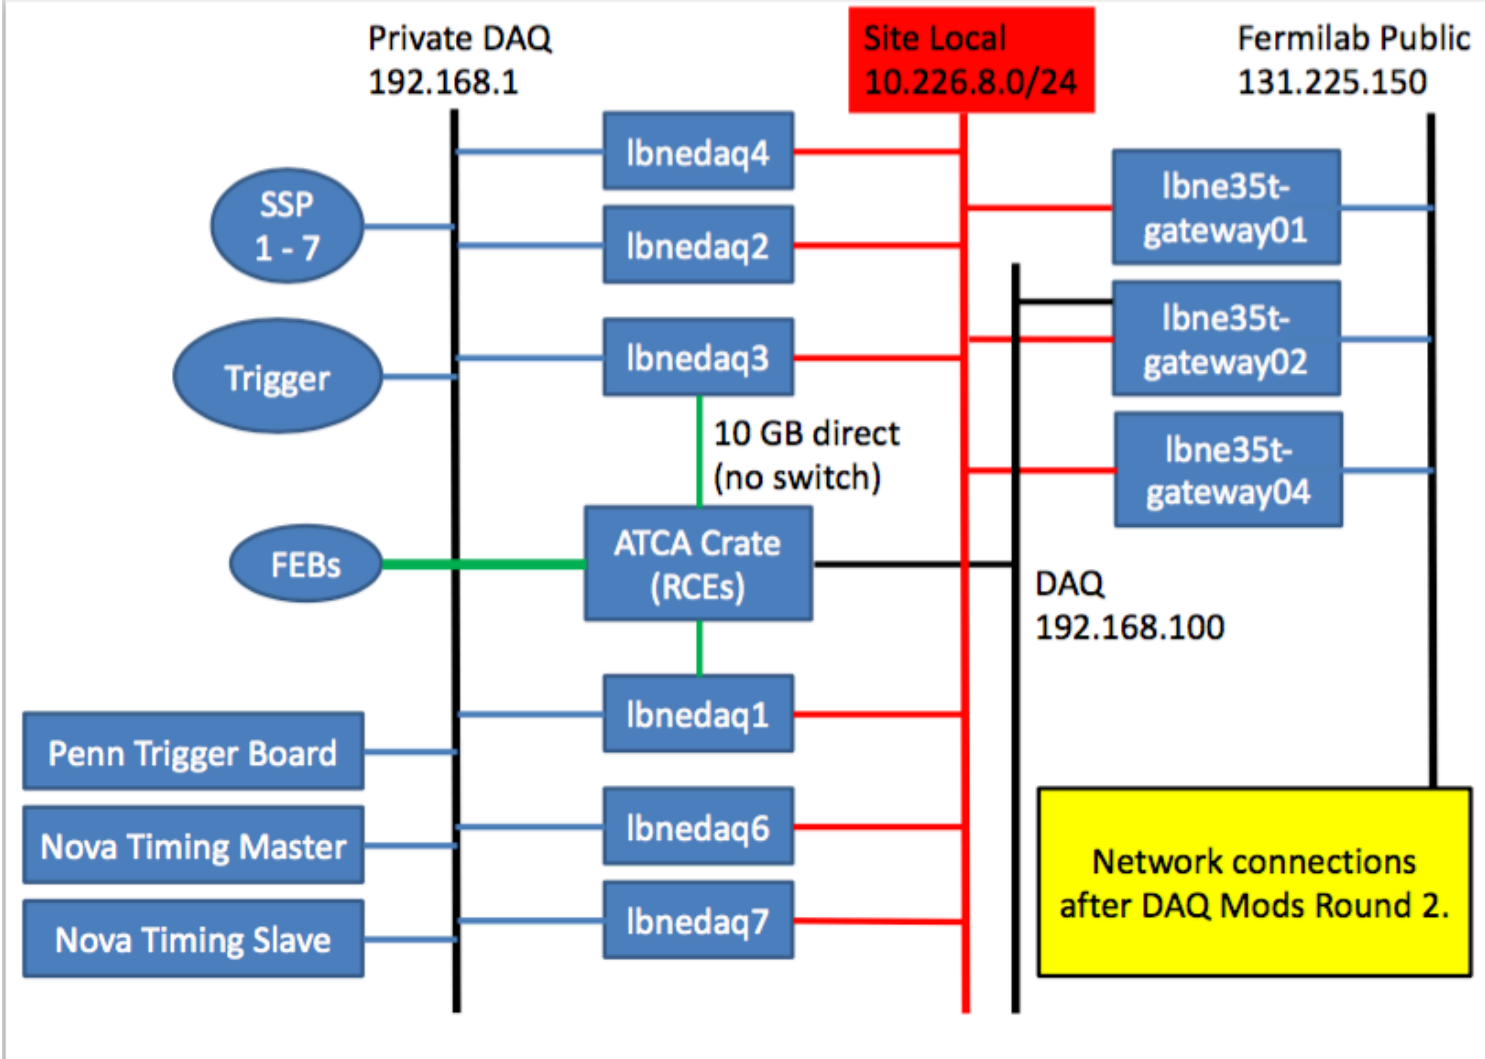 Private DAQ
192.168.1
Site Local
10.226.8.0/24
Fermilab Public
131.225.150
lbnedaq4
lbne35t-
gateway01
SSP
1 - 7
lbnedaq2
lbne35t-
gateway02
Trigger
lbnedaq3
10 GB direct
(no switch)
lbne35t-
gateway04
FEBs
ATCA Crate
(RCEs)
DAQ
192.168.100
lbnedaq1
Penn Trigger Board
lbnedaq6
Nova Timing Master
Network connections
after DAQ Mods Round 2.
lbnedaq7
Nova Timing Slave